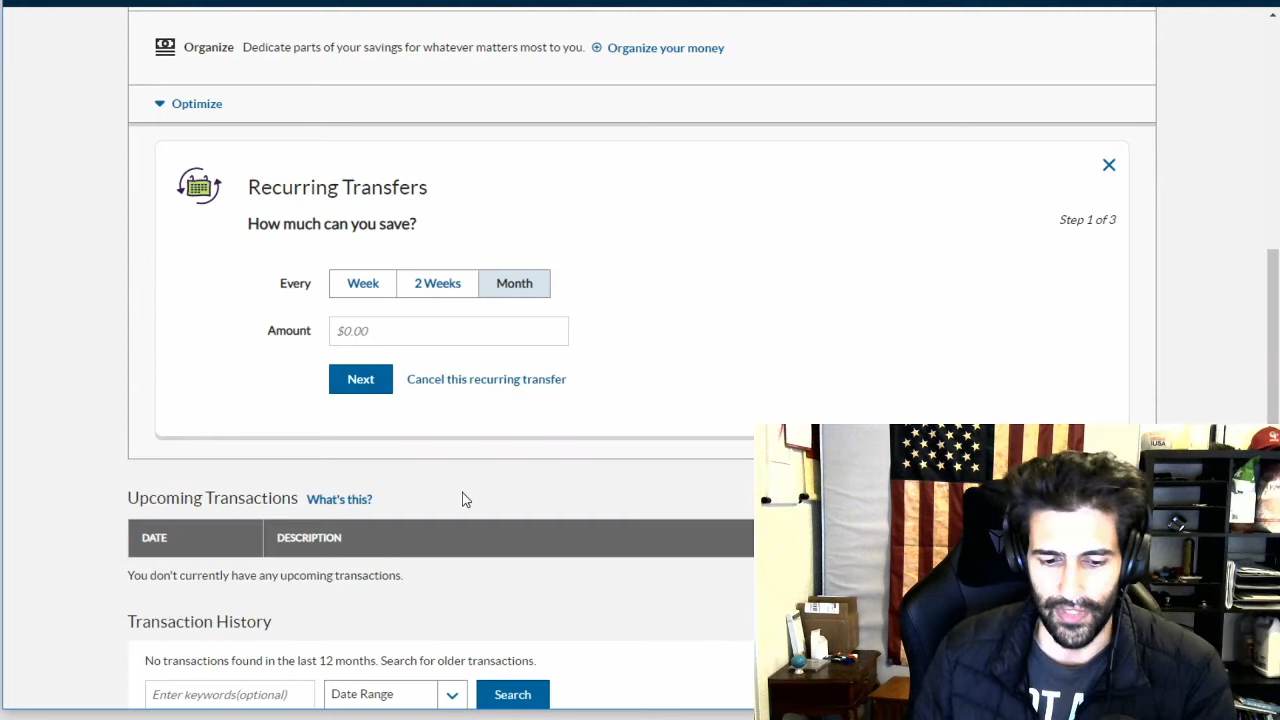 Organize Dedicate parts of your savings for whatever matters most to you. Organize your money
Optimize
Recurring Transfers
How much can you save?
Step 1 of 3
Every Week 2 Weeks Month
Amount $0.00
Next Cancel this recurring transfer
Upcoming Transactions What's this?
DATE DESCRIPTION
You don't currently have any upcoming transactions.
Transaction History
No transactions found in the last 12 months. Search for older transactions.
Enter keywords(optional) Date Range Search